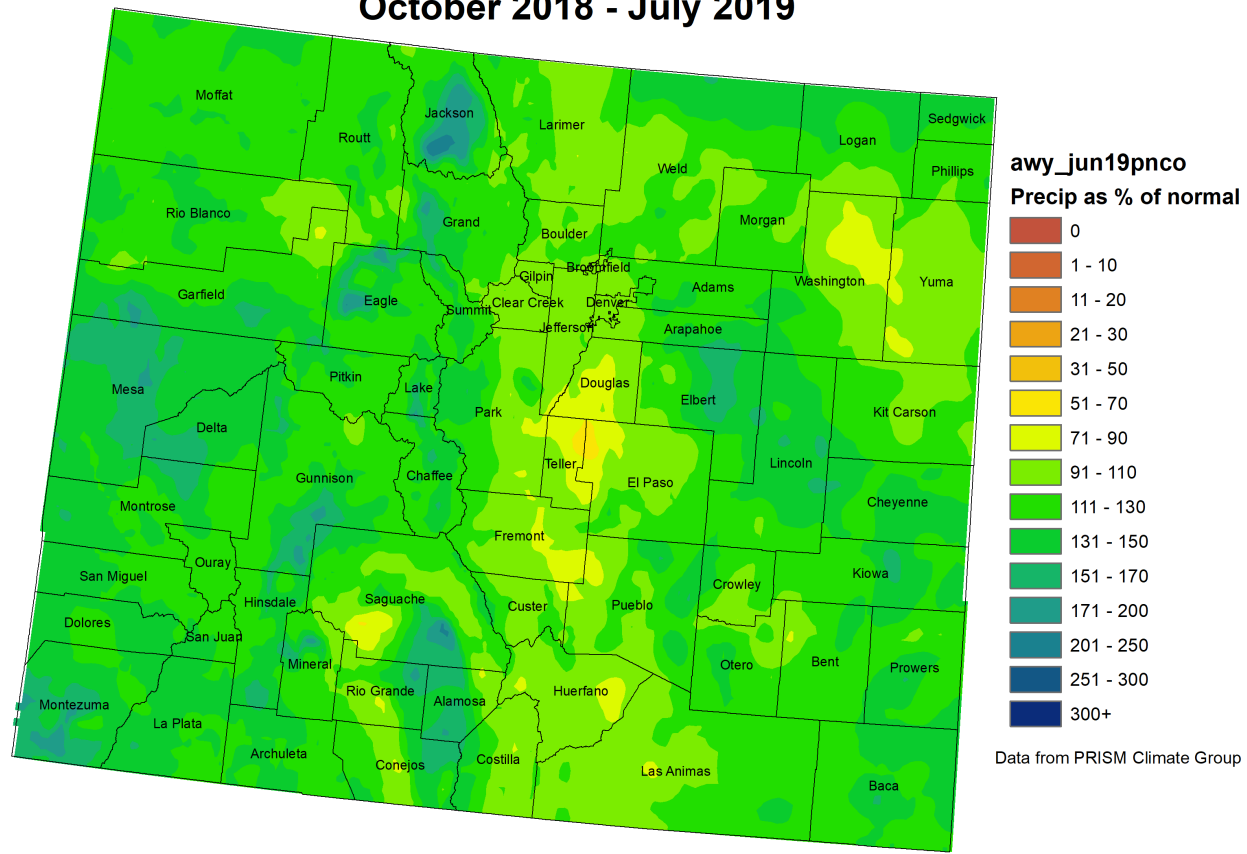 October 2018 - July 2019
Moffat
Routt
Jackson
Larimer
Weld
Logan
Sedgwick
Phillips
Rio Blanco
Grand
Boulder
Morgan
Broomfield
Gilpin
Garfield
Eagle
Summit
Clear Creek
Denver
Adams
Washington
Yuma
Jefferson
Arapahoe
Mesa
Pitkin
Lake
Park
Douglas
Elbert
Kit Carson
Delta
Gunnison
Chaffee
Teller
El Paso
Lincoln
Cheyenne
Montrose
Fremont
Ouray
San Miguel
Hinsdale
Saguache
Custer
Pueblo
Crowley
Kiowa
Dolores
San Juan
Mineral
Rio Grande
Alamosa
Huerfano
Otero
Bent
Prowers
Montezuma
La Plata
Archuleta
Conejos
Costilla
Las Animas
Baca
awy_jun19pnco
Precip as % of normal
0
1 - 10
11 - 20
21 - 30
31 - 50
51 - 70
71 - 90
91 - 110
111 - 130
131 - 150
151 - 170
171 - 200
201 - 250
251 - 300
300+
Data from PRISM Climate Group